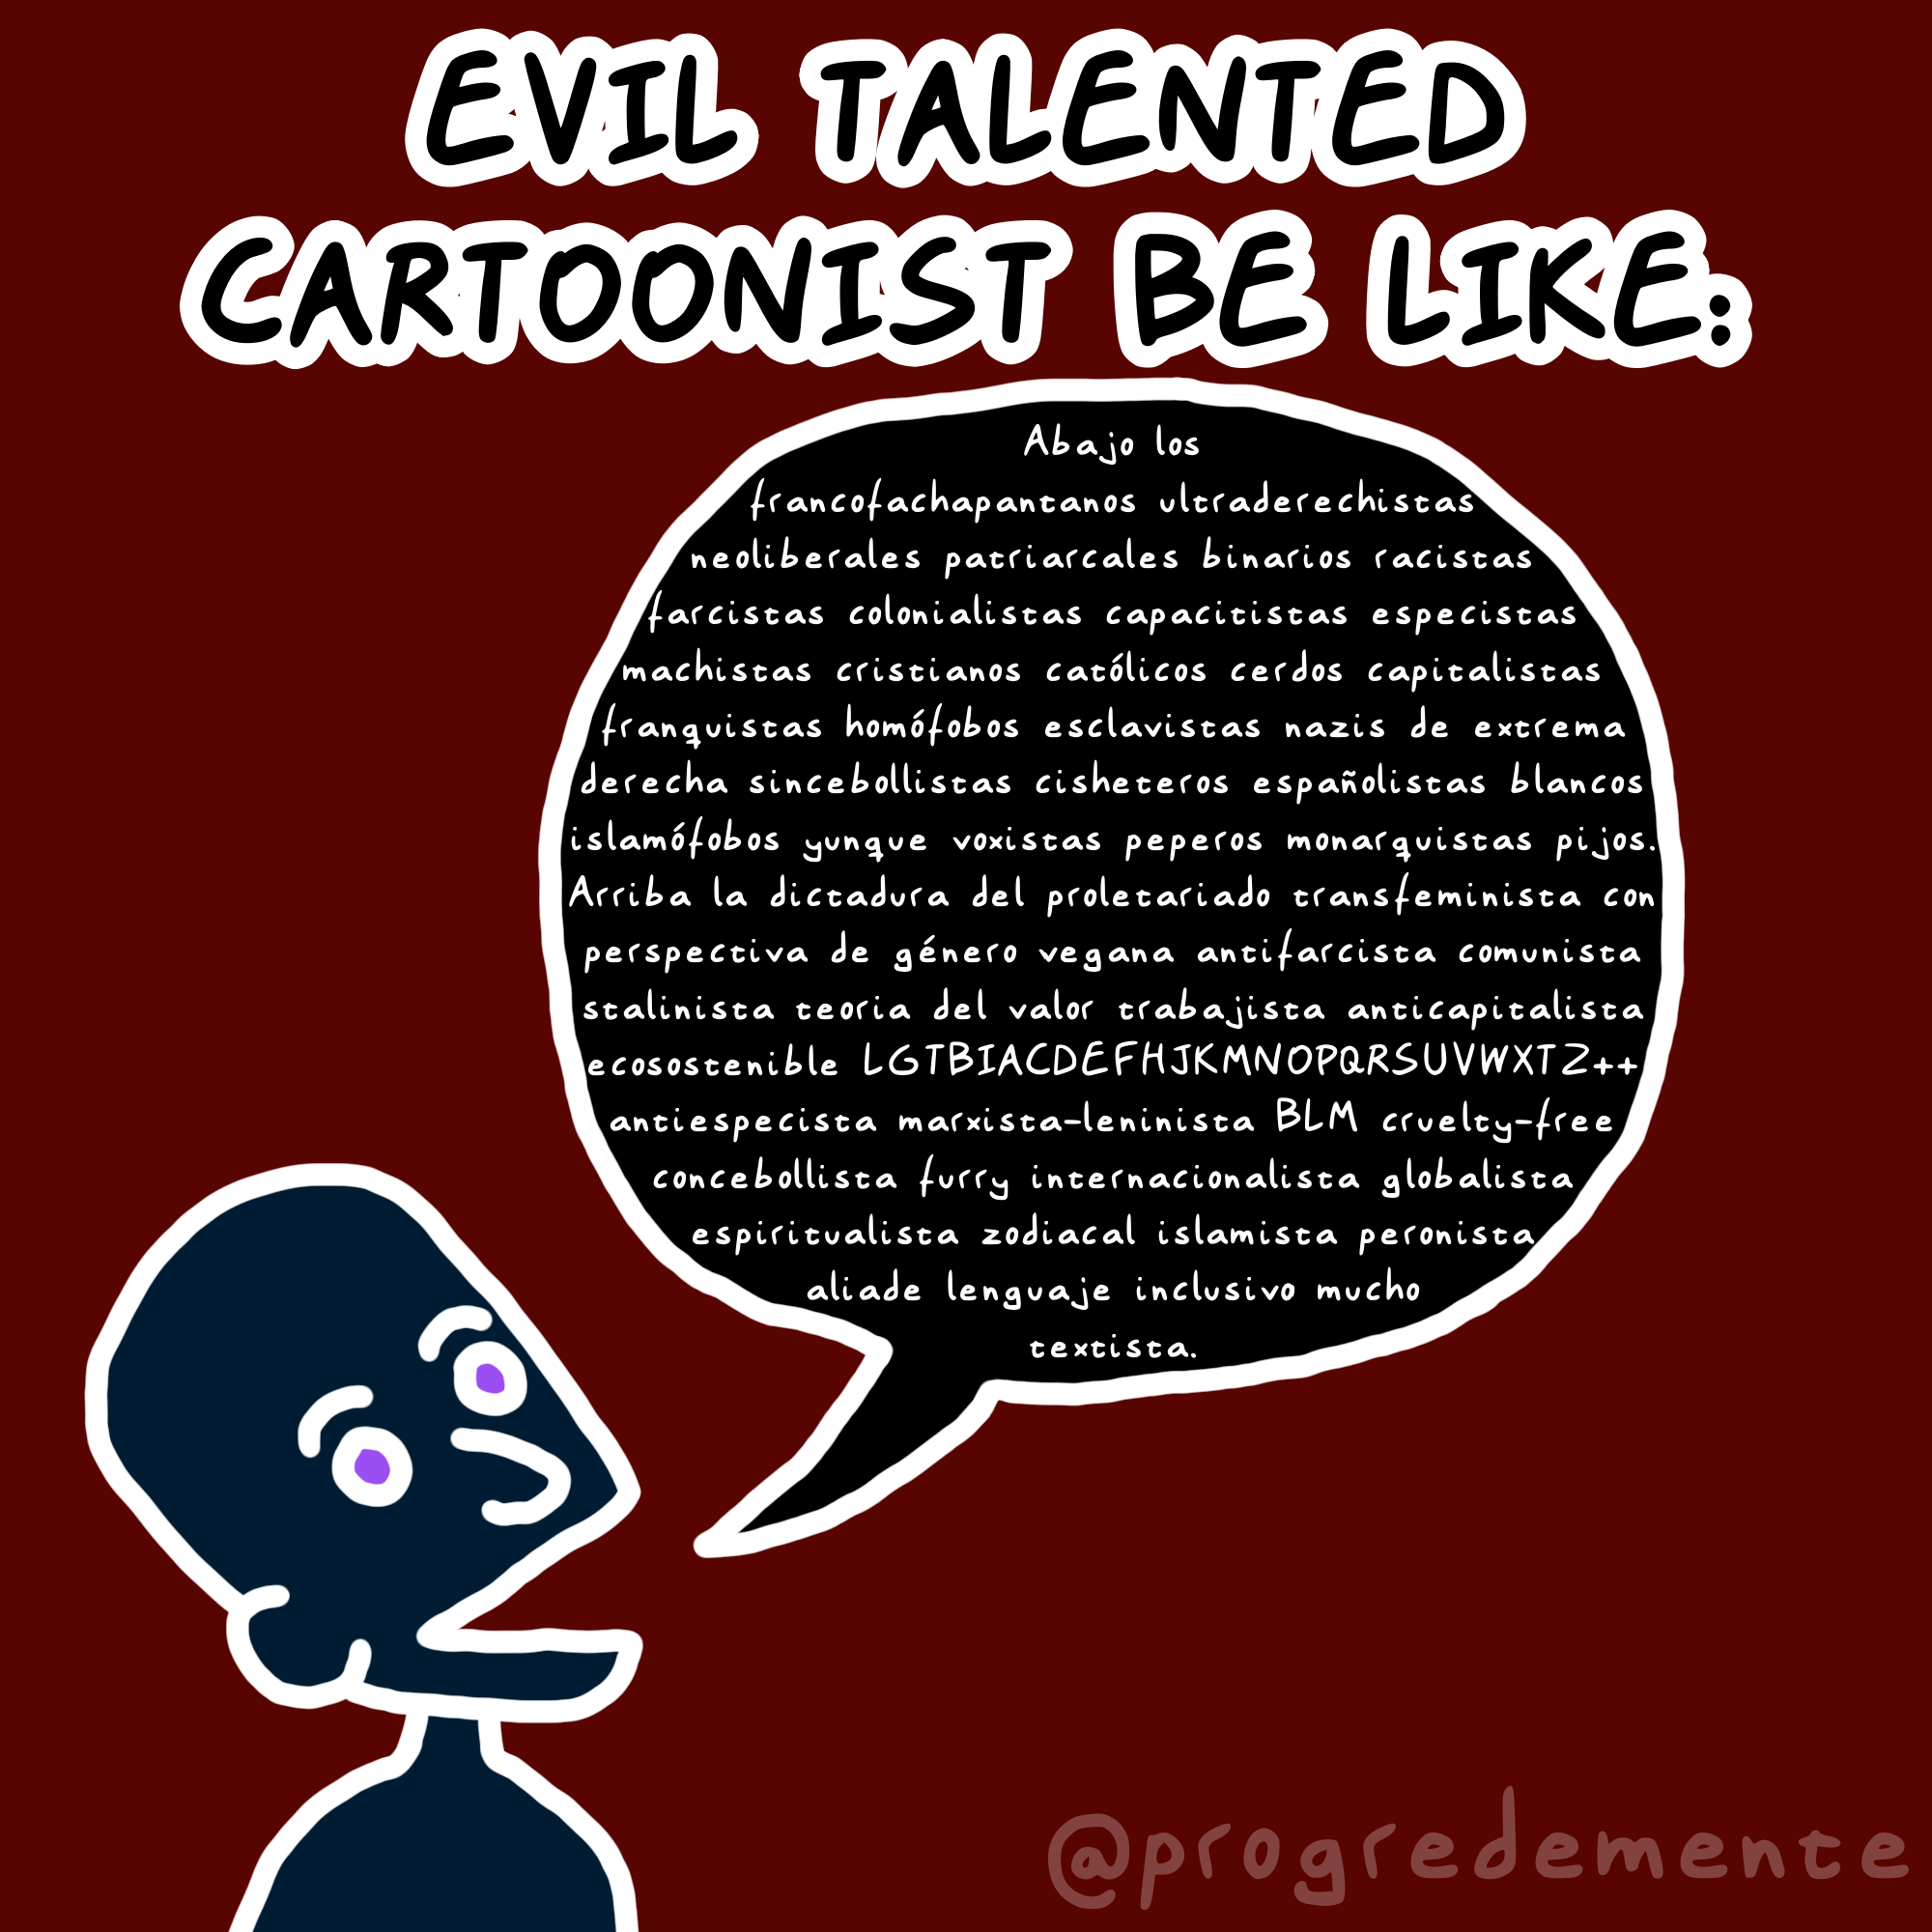 EVIL TALENTED
CARTOONIST BE LIKE:
Abajo los
francofachapantanos ultraderechistas
neoliberales patriarcales binarios racistas
farcistas colonialistas capacitistas especistas
machistas cristianos católicos cerdos capitalistas
franquistas homófobos esclavistas nazis de extrema
derecha sincebollistas cisheteros españolistas blancos
islamófobos yunque voxistas peperos monarquistas pijos.
Arriba la dictadura del proletariado transfeminista con
perspectiva de género vegana antifarcista comunista
stalinista teoria del valor trabajista anticapitalista
ecosostenible LGTBIACDEFHJKMNOPQRSUVWXTZ++
antiespecista marxista-leninista BLM cruelty-free
concebollista furry internacionalista globalista
espiritualista zodiacal islamista peronista
aliade lenguaje inclusivo mucho
textista.
@progredemente